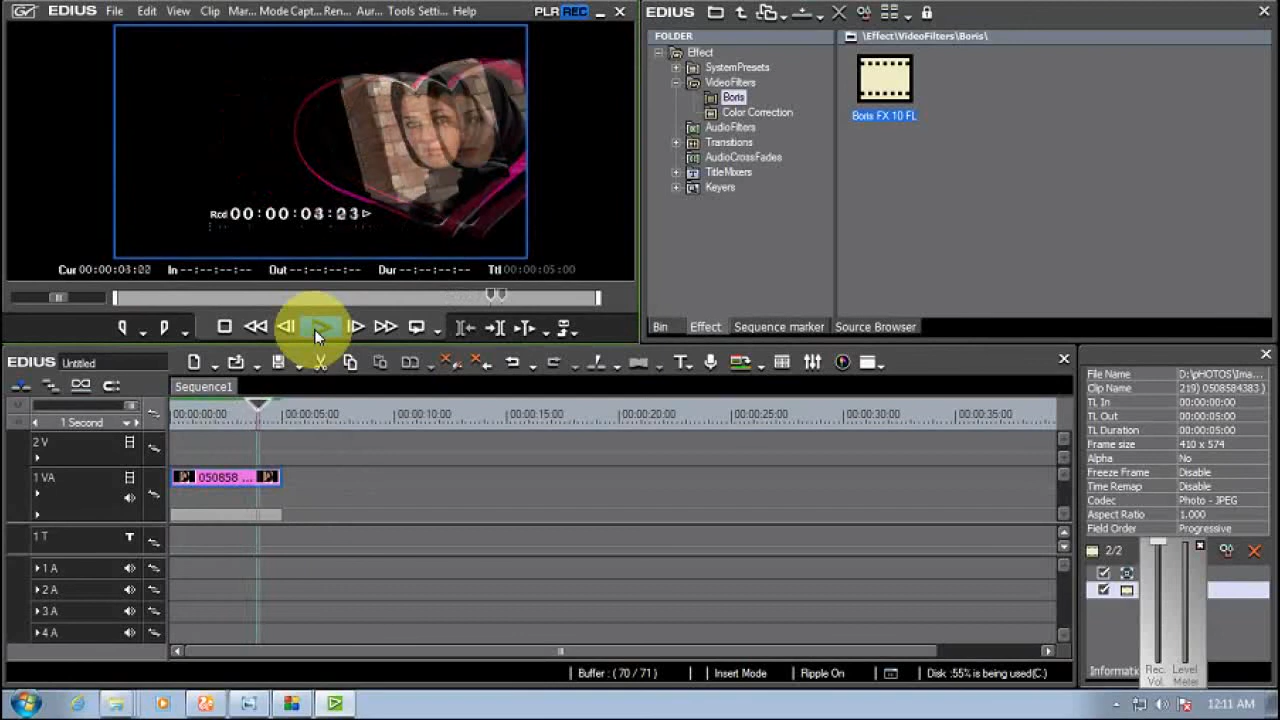 EDIUS File Edit View Clip Mar... Mode Capt... Ren... Aur... Tools Setti... Help PLR REC
Rcd 00:00:03:23
Cur 00:00:03:22 In --:--:--:-- Out --:--:--:-- Dur --:--:--:-- Ttl 00:00:05:00
EDIUS
FOLDER
\Effect\VideoFilters\Boris\
Effect
SystemPresets
VideoFilters
Boris
Color Correction
AudioFilters
Transitions
AudioCrossFades
TitleMixers
Keyers
Boris FX 10 FL
Bin Effect Sequence marker Source Browser
EDIUS Untitled
Sequence1
1 Second
00:00:00:00 00:00:05:00 00:00:10:00 00:00:15:00 00:00:20:00 00:00:25:00 00:00:30:00 00:00:35:00
2 V
1 VA
050858 ...
1 T
1 A
2 A
3 A
4 A
File Name D:\pHOTOS\Ima...
Clip Name 219) 0508584383 )
TL In 00:00:00:00
TL Out 00:00:05:00
TL Duration 00:00:05:00
Frame size 410 x 574
Alpha No
Freeze Frame Disable
Time Remap Disable
Codec Photo - JPEG
Aspect Ratio 1.000
Field Order Progressive
2/2
Rec. Vol.
Level Meter
Informati
Buffer : ( 70 / 71 ) Insert Mode Ripple On Disk :55% is being used(C:)
12:11 AM